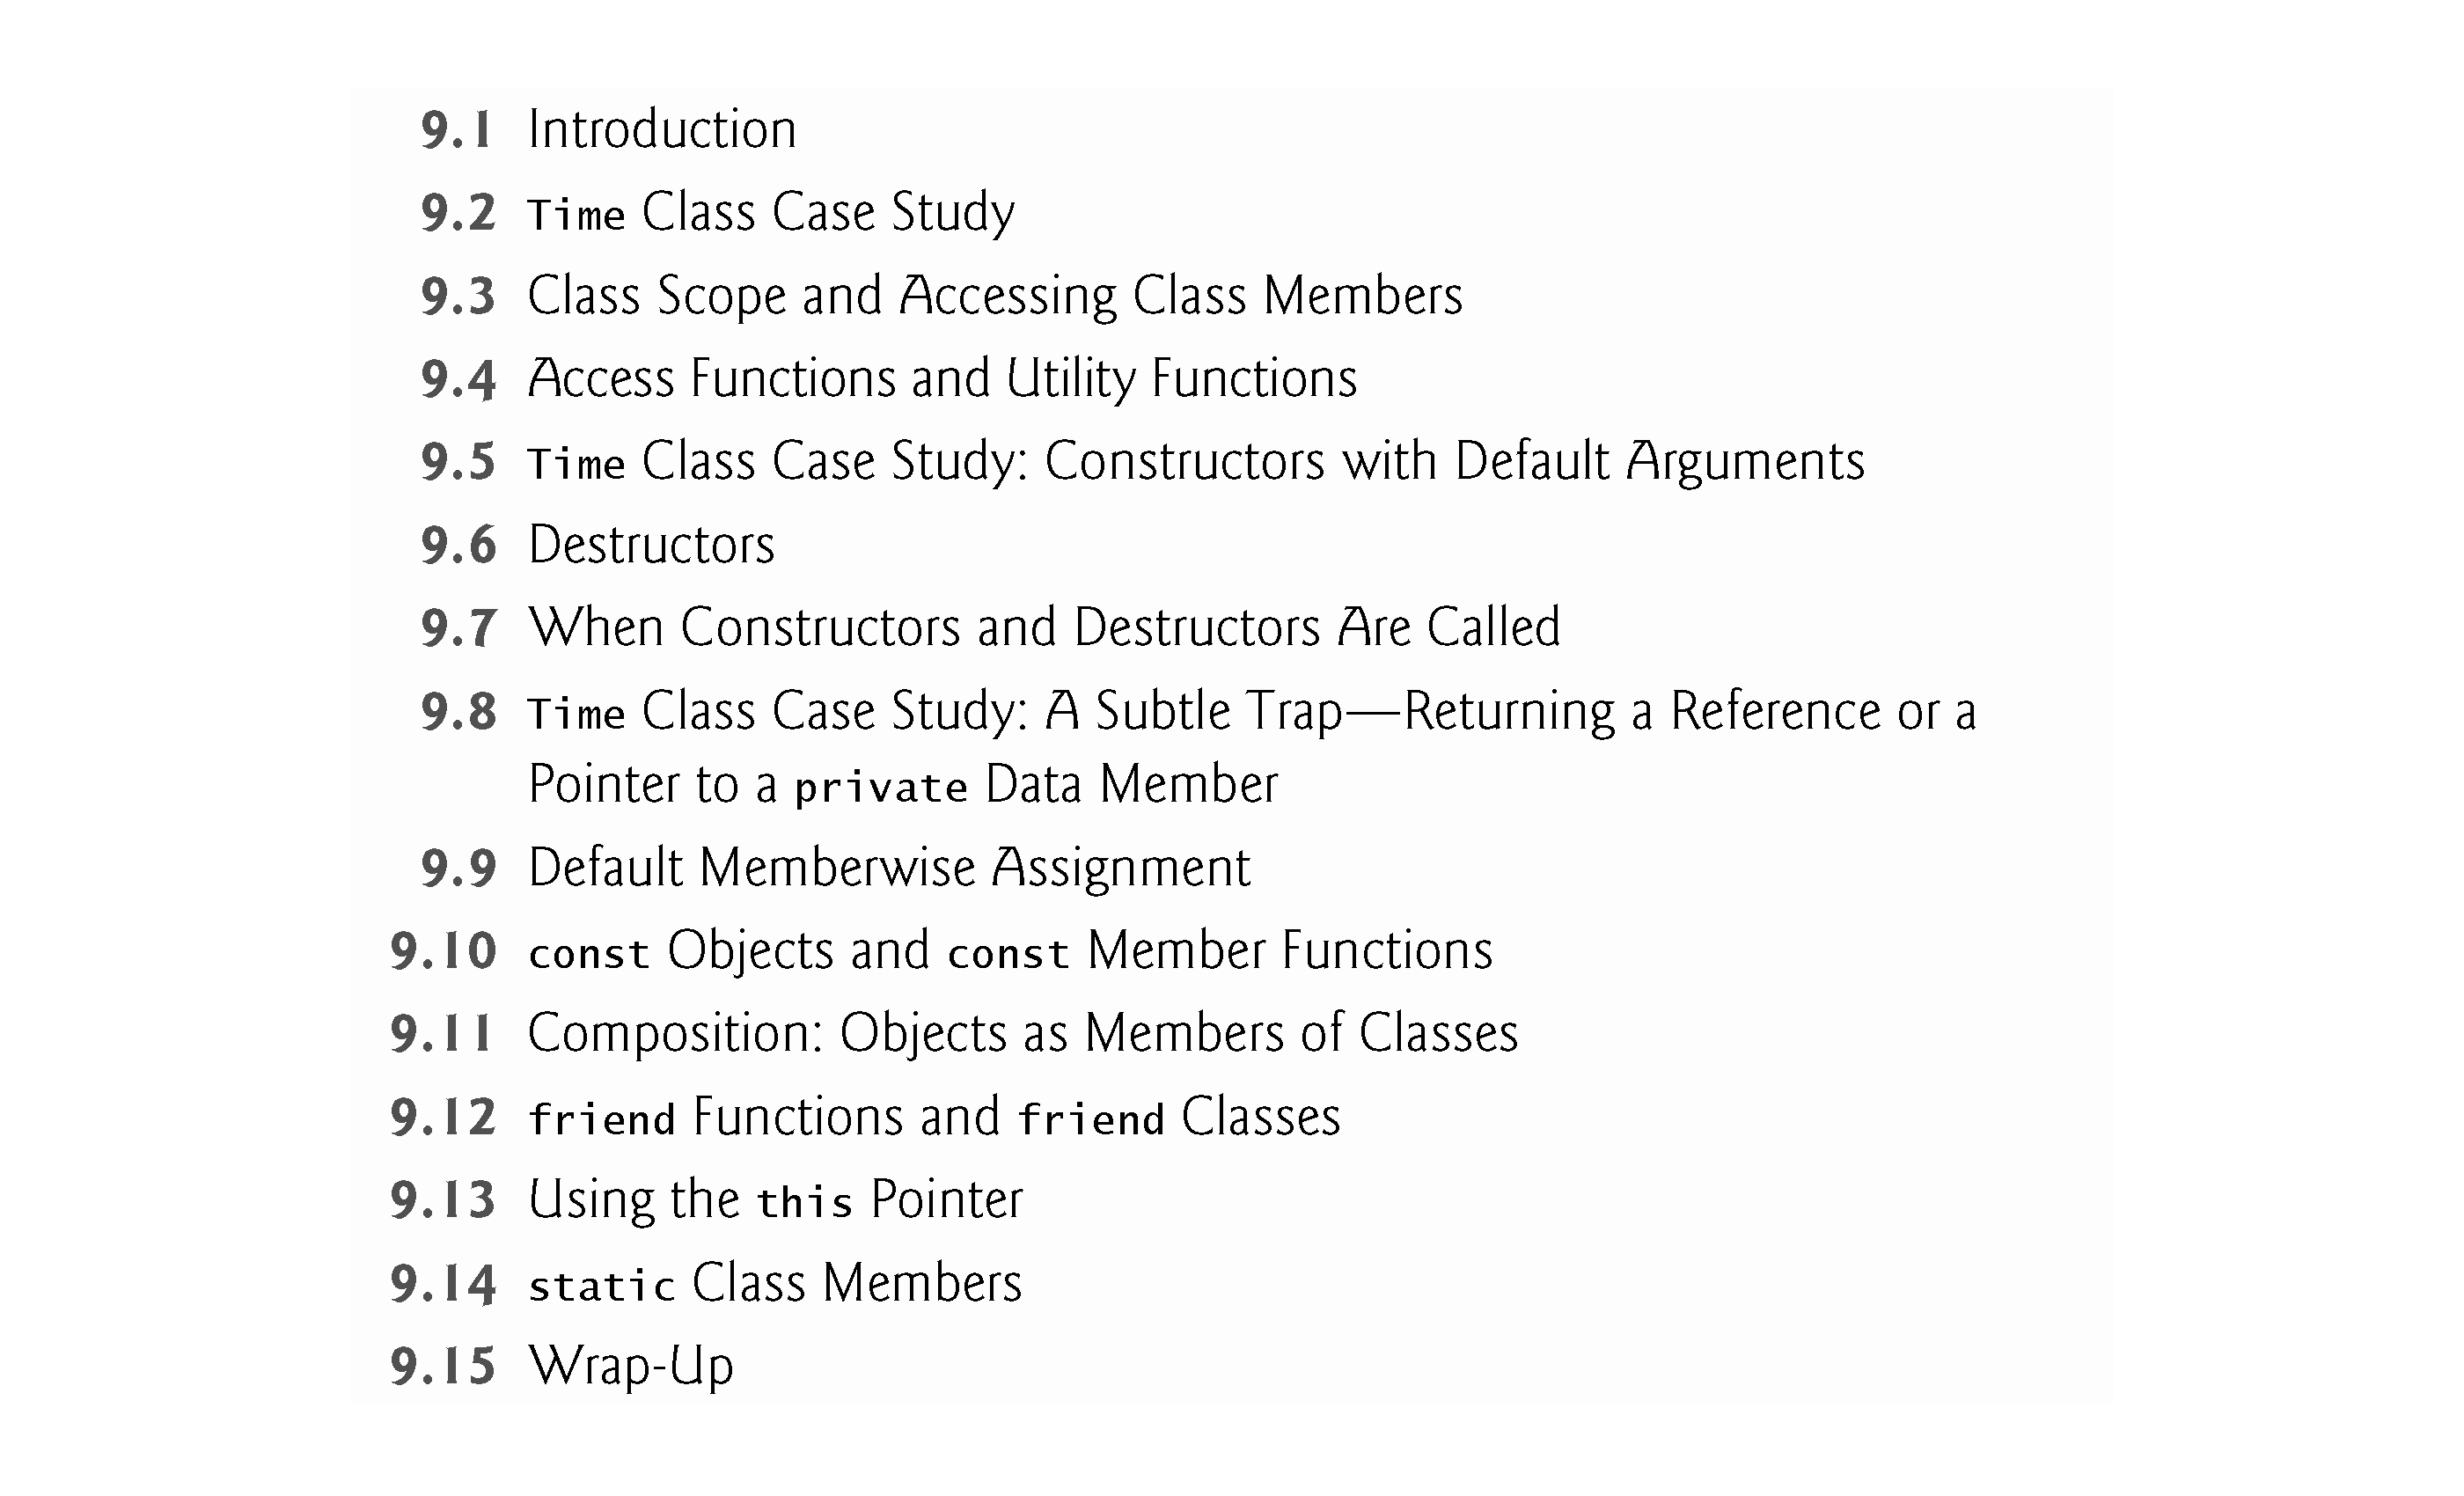 9.1 Introduction
9.2 Time Class Case Study
9.3 Class Scope and Accessing Class Members
9.4 Access Functions and Utility Functions
9.5 Time Class Case Study: Constructors with Default Arguments
9.6 Destructors
9.7 When Constructors and Destructors Are Called
9.8 Time Class Case Study: A Subtle Trap—Returning a Reference or a
Pointer to a private Data Member
9.9 Default Memberwise Assignment
9.10 const Objects and const Member Functions
9.11 Composition: Objects as Members of Classes
9.12 friend Functions and friend Classes
9.13 Using the this Pointer
9.14 static Class Members
9.15 Wrap-Up